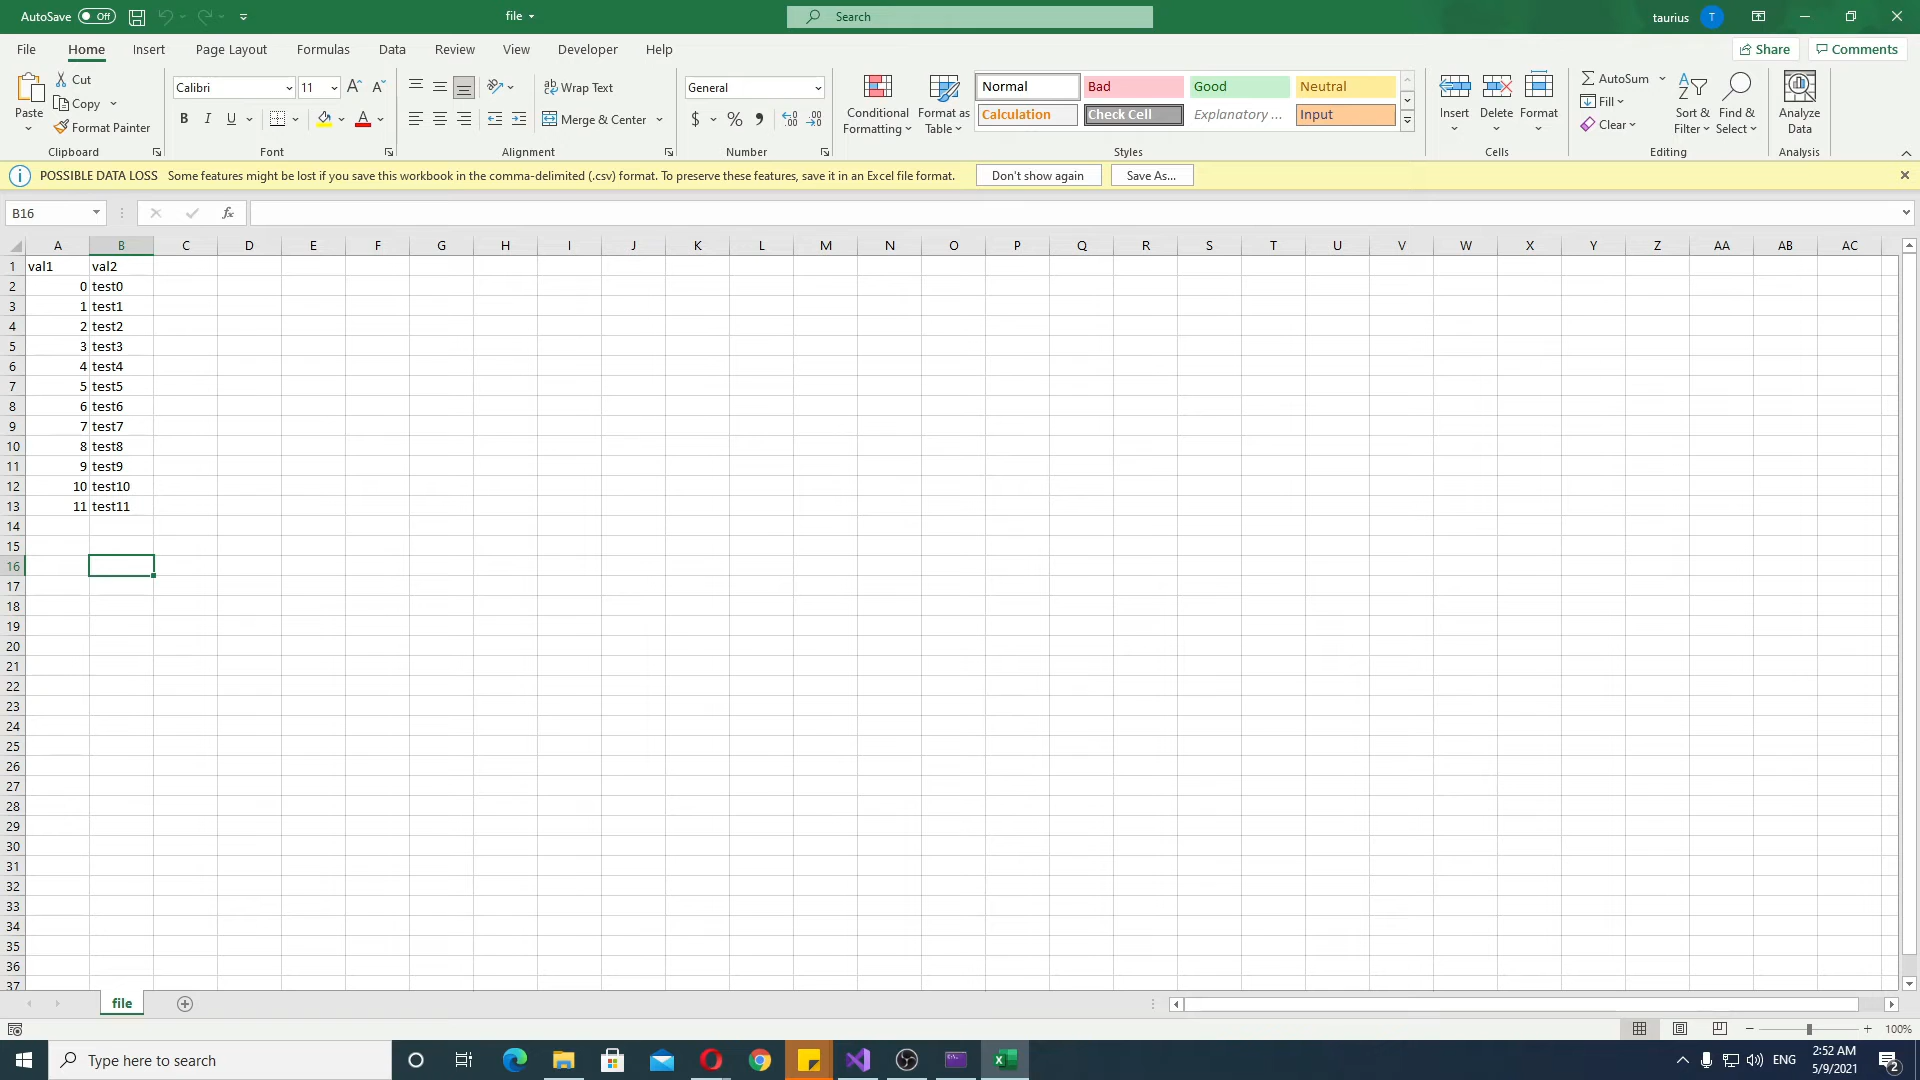 AutoSave Off file Search taurius T
File Home Insert Page Layout Formulas Data Review View Developer Help Share Comments
Paste Cut Copy Format Painter Clipboard
Calibri 11 B I U A Font
Wrap Text Merge & Center Alignment
General $ % Number
Conditional Formatting Format as Table Normal Bad Good Neutral Calculation Check Cell Explanatory ... Input Styles
Insert Delete Format Cells
AutoSum Fill Clear Sort & Filter Find & Select Editing
Analyze Data Analysis
POSSIBLE DATA LOSS Some features might be lost if you save this workbook in the comma-delimited (.csv) format. To preserve these features, save it in an Excel file format. Don't show again Save As...
B16 fx
A B C D E F G H I J K L M N O P Q R S T U V W X Y Z AA AB AC
1 val1 val2
2 0 test0
3 1 test1
4 2 test2
5 3 test3
6 4 test4
7 5 test5
8 6 test6
9 7 test7
10 8 test8
11 9 test9
12 10 test10
13 11 test11
14
15
16
17
18
19
20
21
22
23
24
25
26
27
28
29
30
31
32
33
34
35
36
37
file
100%
Type here to search ENG 2:52 AM
5/9/2021 2